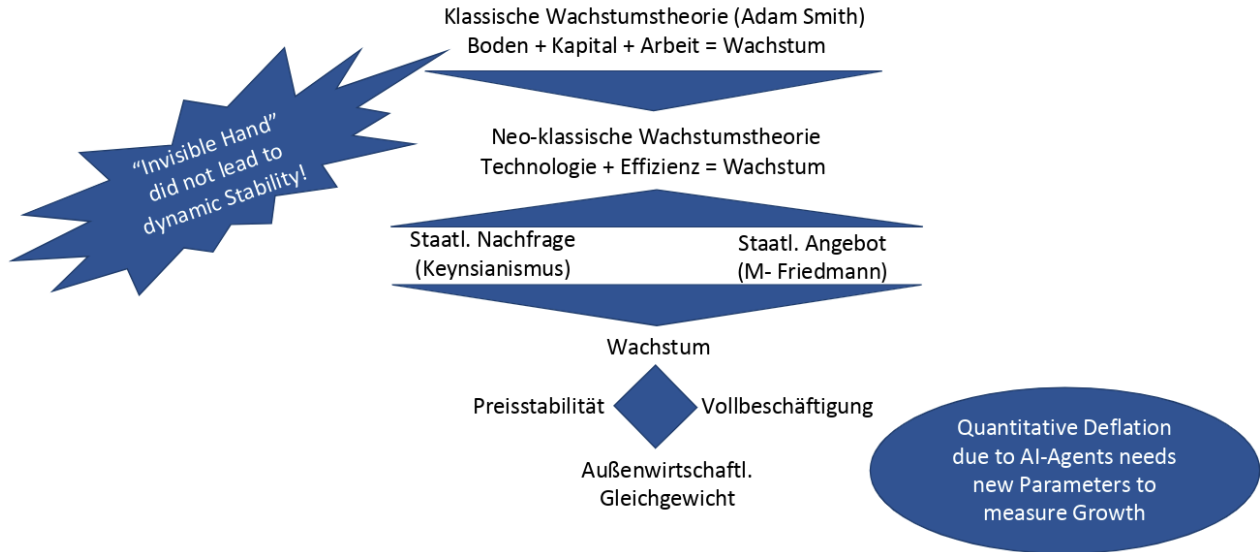 Klassische Wachstumstheorie (Adam Smith)
Boden + Kapital + Arbeit = Wachstum
“Invisible Hand”
did not lead to
dynamic Stability!
Neo-klassische Wachstumstheorie
Technologie + Effizienz = Wachstum
Staatl. Nachfrage
(Keynsianismus)
Staatl. Angebot
(M- Friedmann)
Wachstum
Preisstabilität
Vollbeschäftigung
Außenwirtschaftl.
Gleichgewicht
Quantitative Deflation
due to AI-Agents needs
new Parameters to
measure Growth